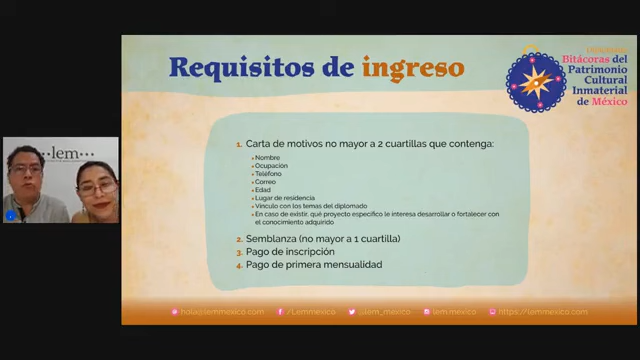 Requisitos de ingreso
Bitácoras del
Patrimonio
Cultural
Inmaterial
de México
1. Carta de motivos no mayor a 2 cuartillas que contenga:
Nombre
Ocupación
Teléfono
Correo
Edad
Lugar de residencia
Vínculo con los temas del diplomado
En caso de existir, qué proyecto específico le interesa desarrollar o fortalecer con
el conocimiento adquirido
2. Semblanza (no mayor a 1 cuartilla)
3. Pago de inscripción
4. Pago de primera mensualidad
lem
hola@lemmexico.com
/Lemmexico
@lem_mexico
lem.mexico
https://lemmexico.com